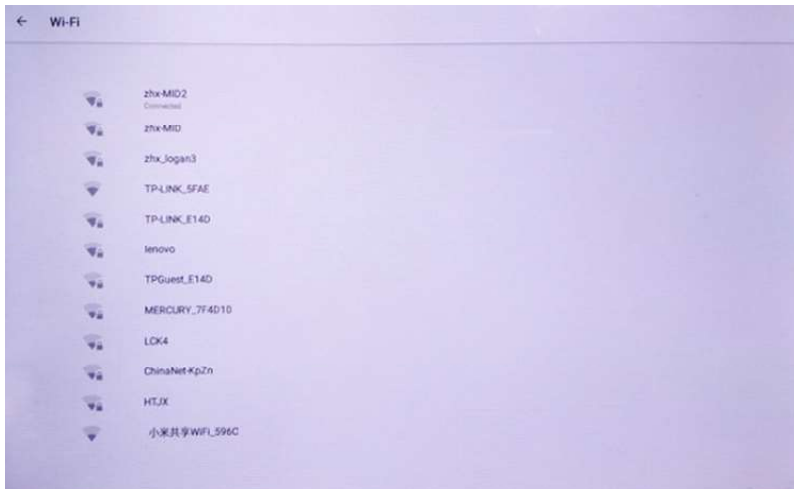 Wi-Fi
zhx-MID2
Connected
zhx-MID
zhx_logan3
TP-LINK_5FAE
TP-LINK_E14D
lenovo
TPGuest_E14D
MERCURY_7F4D10
LCK4
ChinaNet-KpZn
HTJX
小米共享WiFi_596C